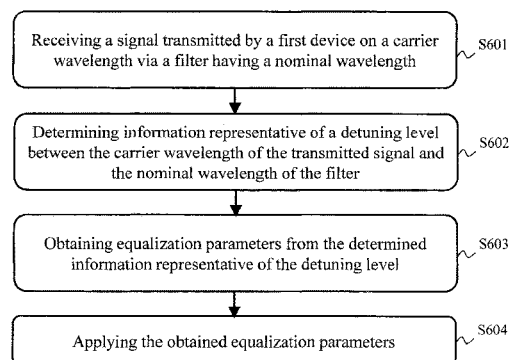 Receiving a signal transmitted by a first device on a carrier
wavelength via a filter having a nominal wavelength
S601
Determining information representative of a detuning level
between the carrier wavelength of the transmitted signal and
the nominal wavelength of the filter
S602
Obtaining equalization parameters from the determined
information representative of the detuning level
S603
Applying the obtained equalization parameters
S604